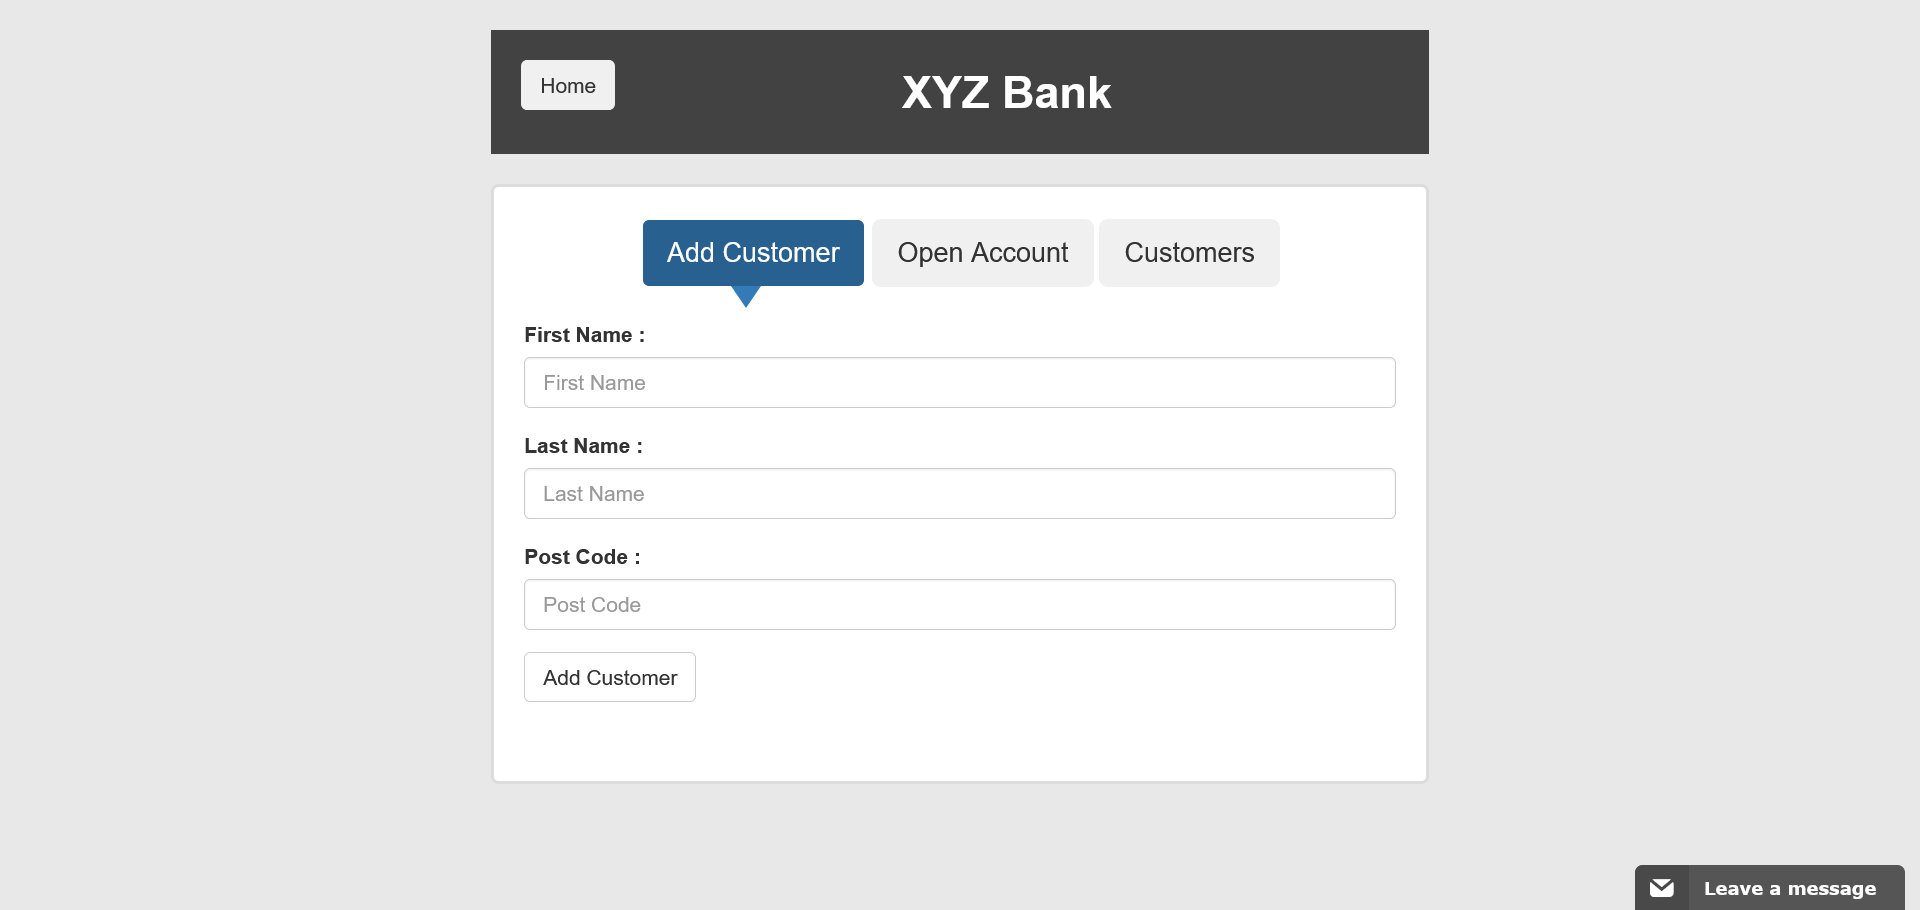 Home
XYZ Bank
Add Customer
Open Account
Customers
First Name :
First Name
Last Name :
Last Name
Post Code :
Post Code
Add Customer
Leave a message